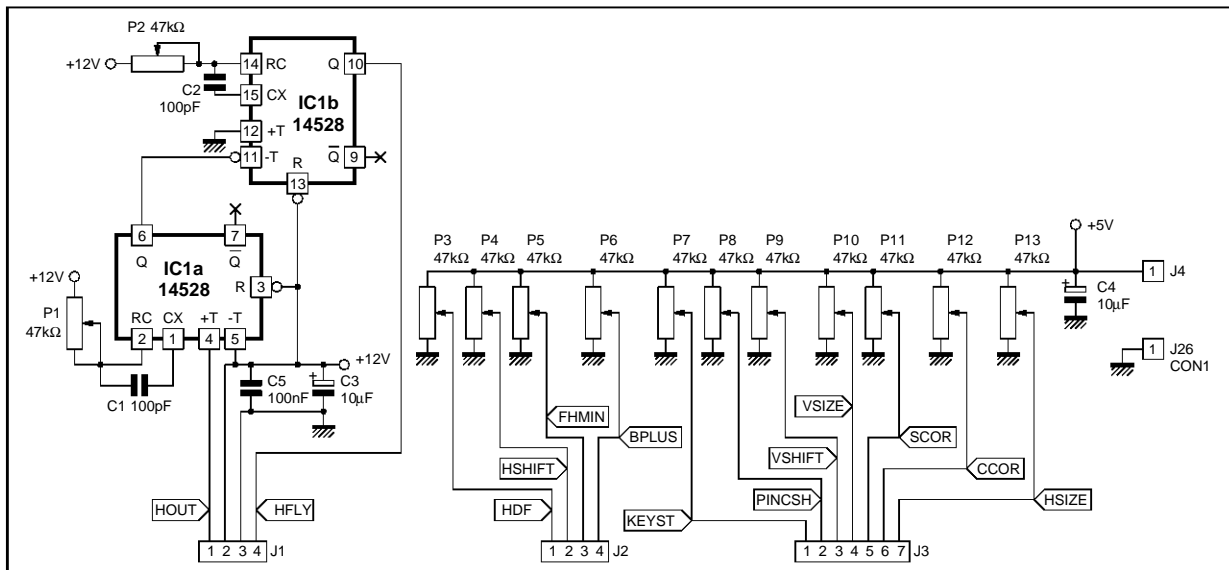 P2 47kΩ
+12V
14 RC
Q 10
C2
100pF
15 CX
IC1b
14528
12 +T
11 -T
R
13
Q 9
6
7
Q
Q
IC1a
14528
R 3
+12V
P1
47kΩ
RC CX +T -T
2 1 4 5
C1 100pF
+12V
C5
100nF
+
C3
10μF
HOUT
HFLY
1 2 3 4 J1
P3
47kΩ
P4
47kΩ
P5
47kΩ
P6
47kΩ
P7
47kΩ
P8
47kΩ
P9
47kΩ
P10
47kΩ
P11
47kΩ
P12
47kΩ
P13
47kΩ
+5V
1 J4
+
C4
10μF
1 J26
CON1
FHMIN
BPLUS
HSHIFT
HDF
KEYST
VSIZE
VSHIFT
PINCSH
SCOR
CCOR
HSIZE
1 2 3 4 J2
1 2 3 4 5 6 7 J3